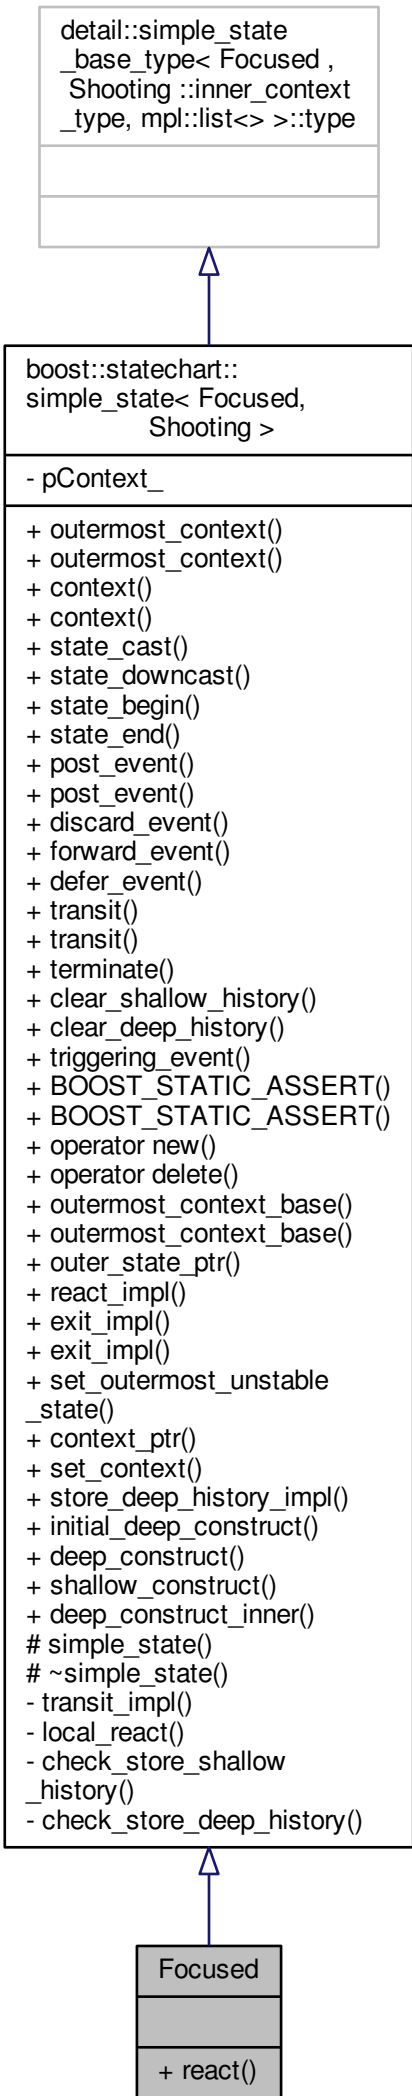 detail::simple_state
_base_type< Focused ,
Shooting ::inner_context
_type, mpl::list<> >::type
boost::statechart::
simple_state< Focused,
Shooting >
- pContext_
+ outermost_context()
+ outermost_context()
+ context()
+ context()
+ state_cast()
+ state_downcast()
+ state_begin()
+ state_end()
+ post_event()
+ post_event()
+ discard_event()
+ forward_event()
+ defer_event()
+ transit()
+ transit()
+ terminate()
+ clear_shallow_history()
+ clear_deep_history()
+ triggering_event()
+ BOOST_STATIC_ASSERT()
+ BOOST_STATIC_ASSERT()
+ operator new()
+ operator delete()
+ outermost_context_base()
+ outermost_context_base()
+ outer_state_ptr()
+ react_impl()
+ exit_impl()
+ exit_impl()
+ set_outermost_unstable
_state()
+ context_ptr()
+ set_context()
+ store_deep_history_impl()
+ initial_deep_construct()
+ deep_construct()
+ shallow_construct()
+ deep_construct_inner()
# simple_state()
# ~simple_state()
- transit_impl()
- local_react()
- check_store_shallow
_history()
- check_store_deep_history()
Focused
+ react()